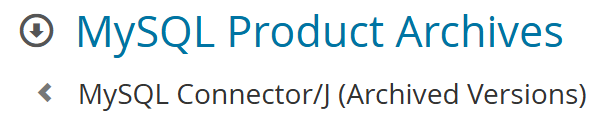 MySQL Product Archives
MySQL Connector/J (Archived Versions)